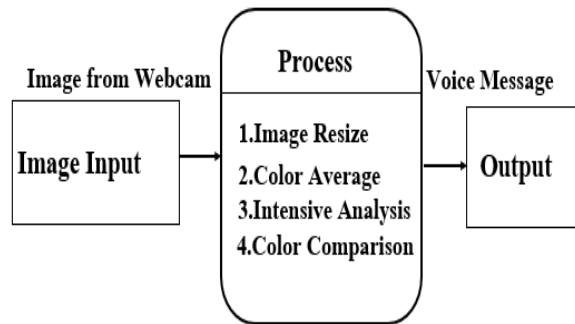 Image from Webcam
Image Input
Process
1.Image Resize
2.Color Average
3.Intensive Analysis
4.Color Comparison
Voice Message
Output